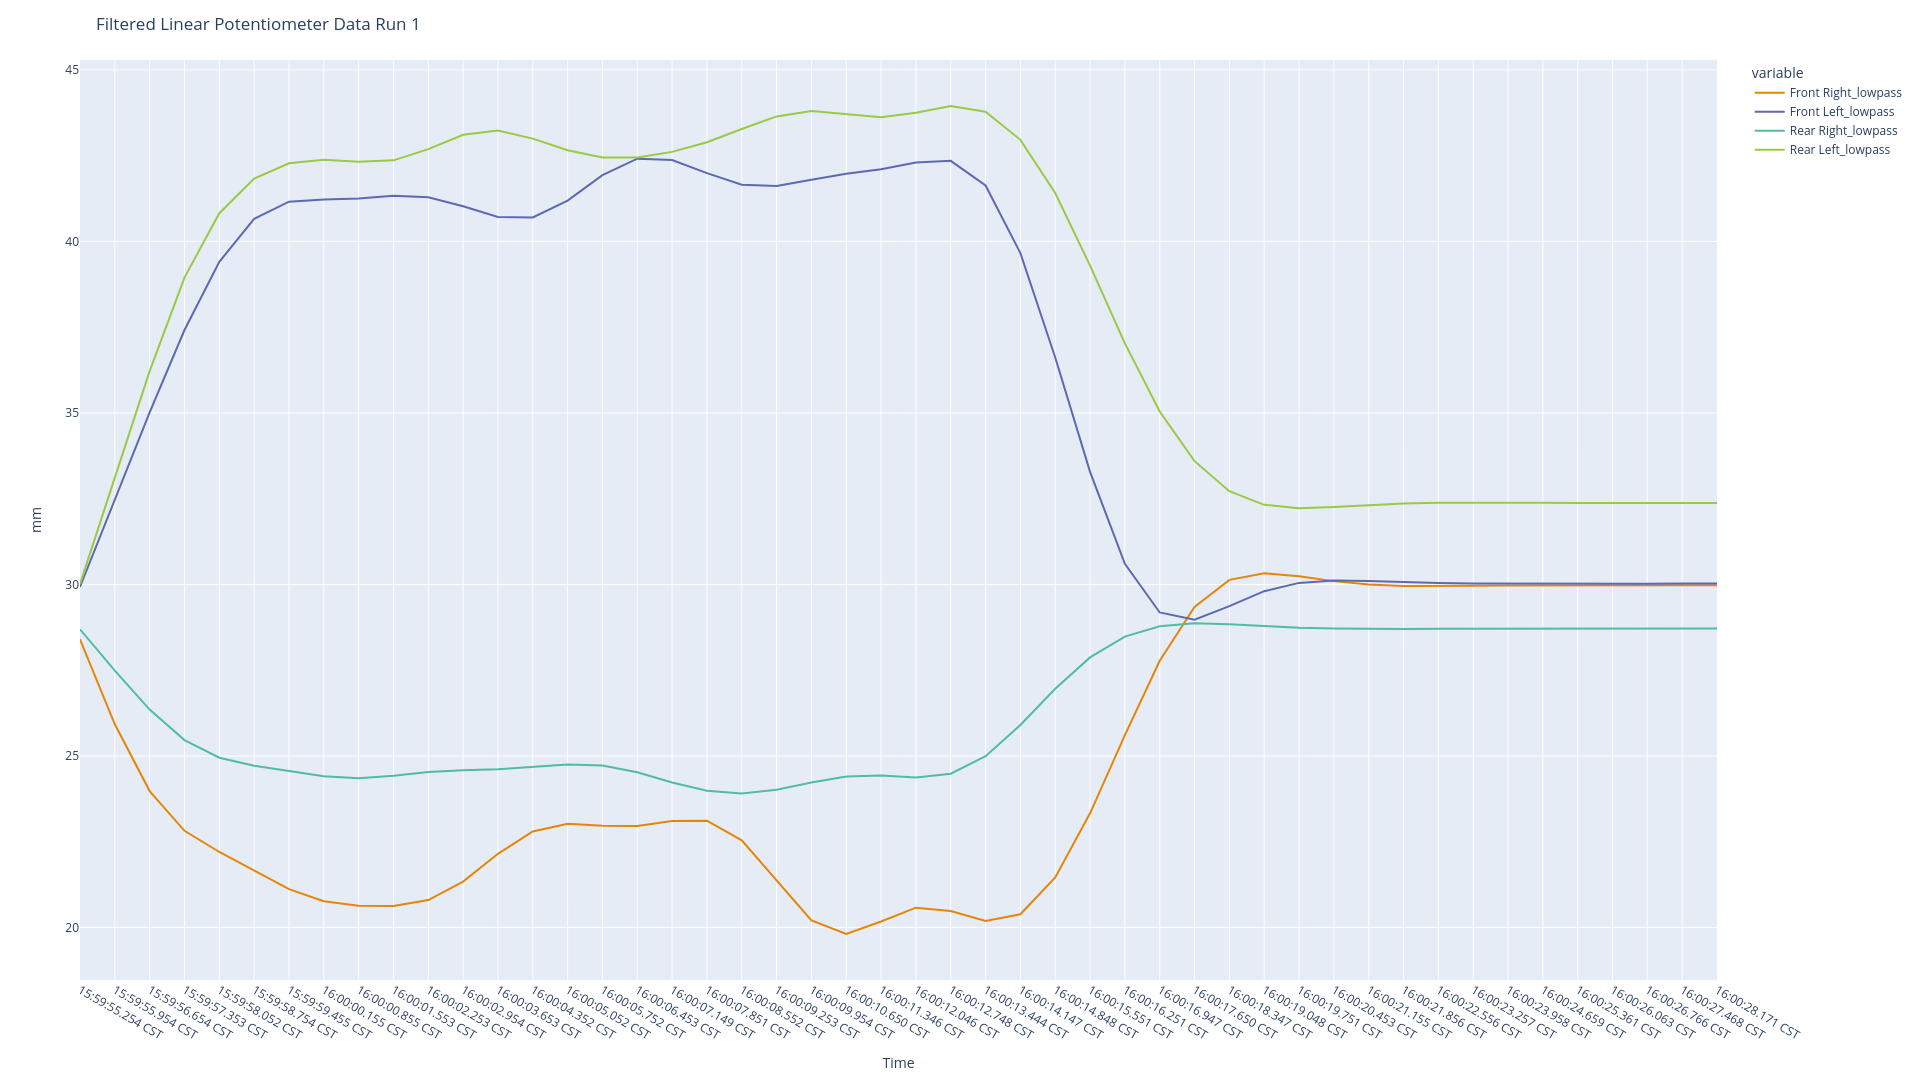 Filtered Linear Potentiometer Data Run 1
variable
Front Right_lowpass
Front Left_lowpass
Rear Right_lowpass
Rear Left_lowpass
45
40
35
30
25
20
mm
15:59:55.254 CST
15:59:55.954 CST
15:59:56.654 CST
15:59:57.353 CST
15:59:58.052 CST
15:59:58.754 CST
15:59:59.455 CST
16:00:00.155 CST
16:00:00.855 CST
16:00:01.553 CST
16:00:02.253 CST
16:00:02.954 CST
16:00:03.653 CST
16:00:04.352 CST
16:00:05.052 CST
16:00:05.752 CST
16:00:06.453 CST
16:00:07.149 CST
16:00:07.851 CST
16:00:08.552 CST
16:00:09.253 CST
16:00:09.954 CST
16:00:10.650 CST
16:00:11.346 CST
16:00:12.046 CST
16:00:12.748 CST
16:00:13.444 CST
16:00:14.147 CST
16:00:14.848 CST
16:00:15.551 CST
16:00:16.251 CST
16:00:16.947 CST
16:00:17.650 CST
16:00:18.347 CST
16:00:19.048 CST
16:00:19.751 CST
16:00:20.453 CST
16:00:21.155 CST
16:00:21.856 CST
16:00:22.556 CST
16:00:23.257 CST
16:00:23.958 CST
16:00:24.659 CST
16:00:25.361 CST
16:00:26.063 CST
16:00:26.766 CST
16:00:27.468 CST
16:00:28.171 CST
Time